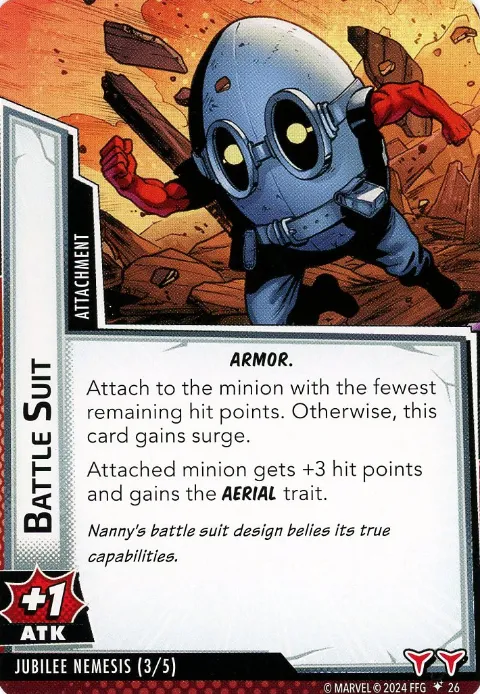 ATTACHMENT
BATTLE SUIT
ARMOR.
Attach to the minion with the fewest
remaining hit points. Otherwise, this
card gains surge.
Attached minion gets +3 hit points
and gains the AERIAL trait.
Nanny's battle suit design belies its true
capabilities.
+1
ATK
JUBILEE NEMESIS (3/5)
© MARVEL © 2024 FFG 26